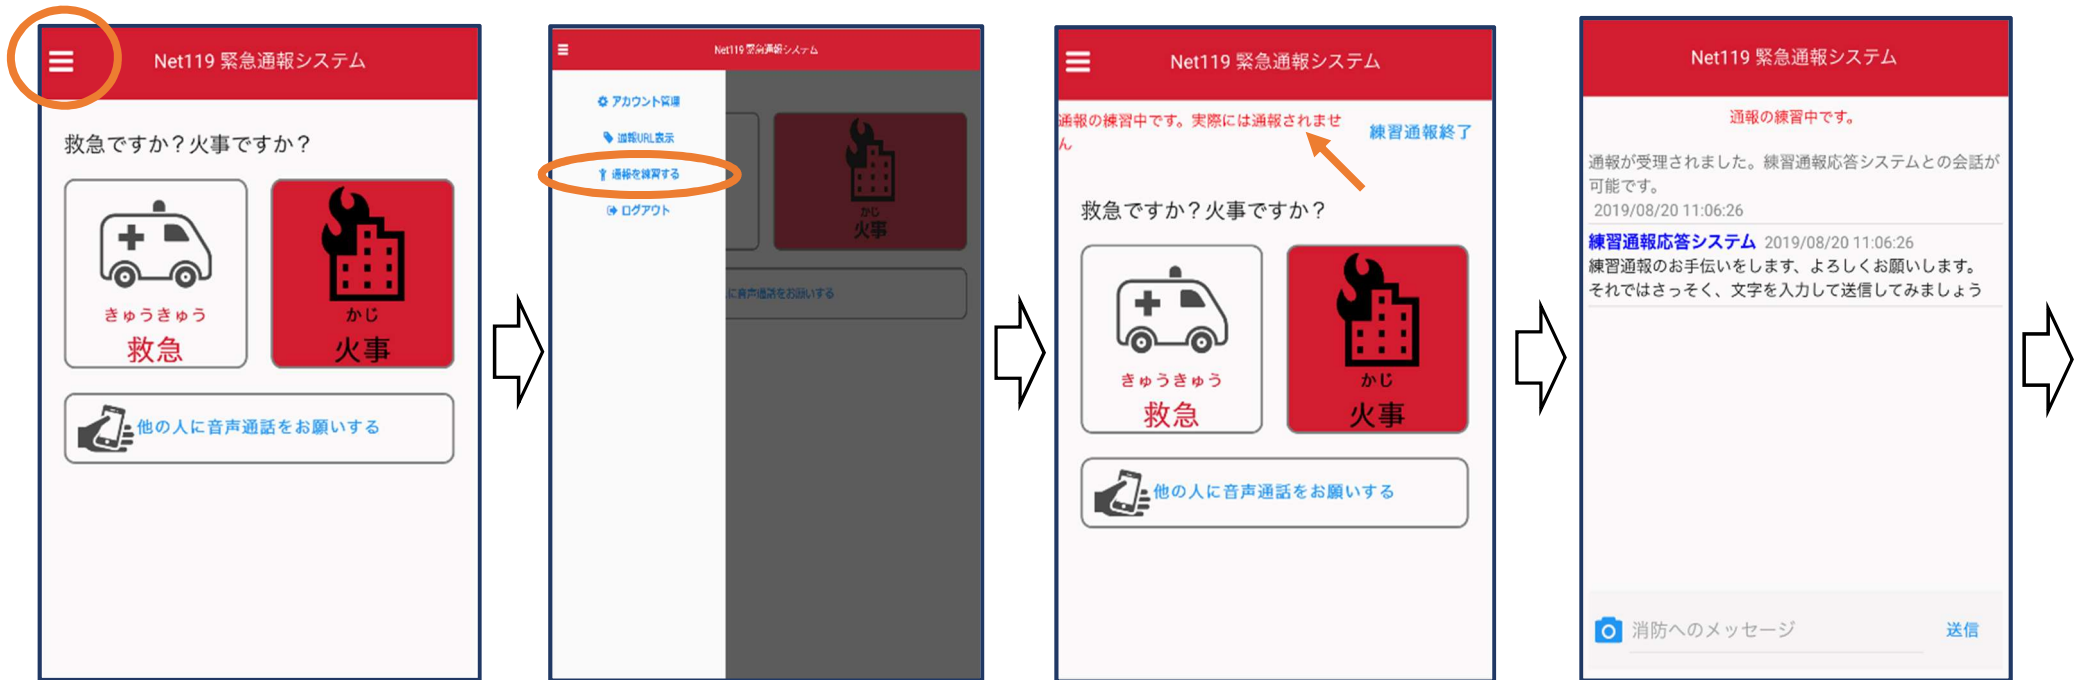 Net119 緊急通報システム
救急ですか？火事ですか？
きゅうきゅう
救急
かじ
火事
他の人に音声通話をお願いする
Net119 緊急通報システム
アカウント管理
通報URL表示
通報を練習する
ログアウト
かじ
火事
に音声通話をお願いする
Net119 緊急通報システム
通報の練習中です。実際には通報されませ
ん
練習通報終了
救急ですか？火事ですか？
きゅうきゅう
救急
かじ
火事
他の人に音声通話をお願いする
Net119 緊急通報システム
通報の練習中です。
通報が受理されました。練習通報応答システムとの会話が
可能です。
2019/08/20 11:06:26
練習通報応答システム 2019/08/20 11:06:26
練習通報のお手伝いをします、よろしくお願いします。
それではさっそく、文字を入力して送信してみましょう
消防へのメッセージ
送信